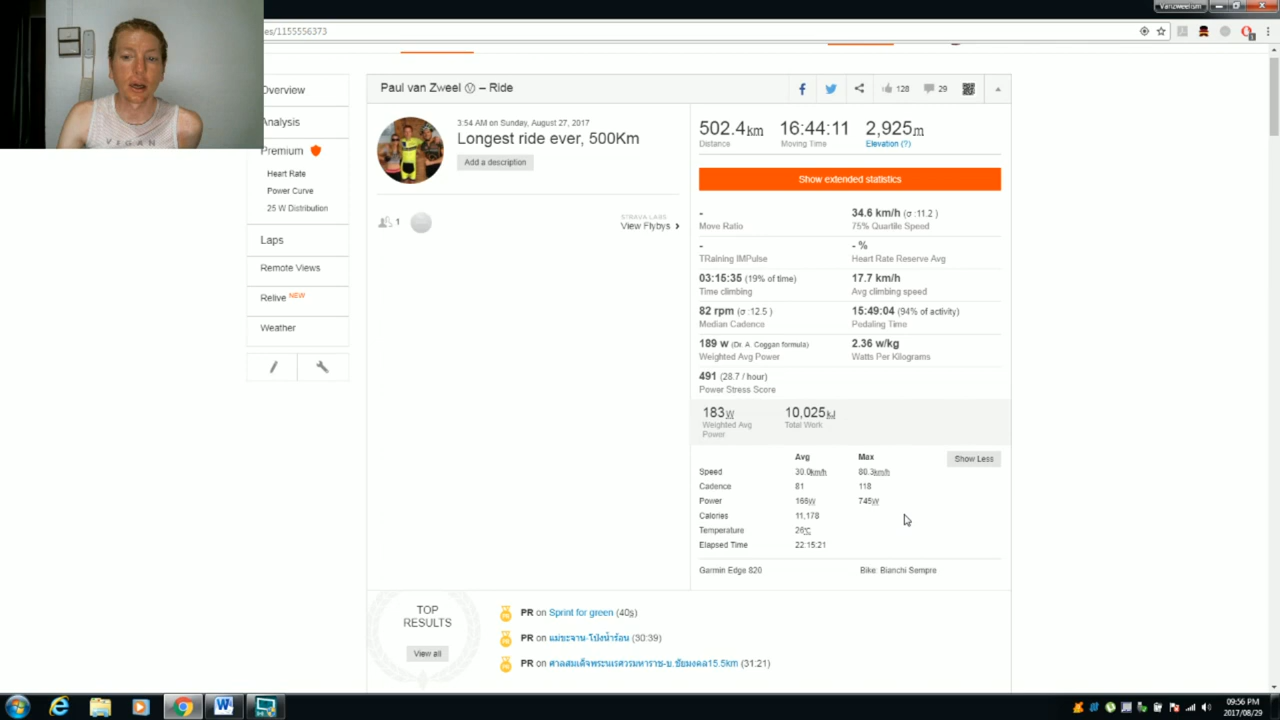 Vanzweerism
es/1155556373
VEGAN
Overview
Analysis
Premium
Heart Rate
Power Curve
25 W Distribution
Laps
Remote Views
Relive NEW
Weather
Paul van Zweel – Ride
128
29
3:54 AM on Sunday, August 27, 2017
Longest ride ever, 500Km
Add a description
1
STRAVA LABS
View Flybys
502.4km 16:44:11 2,925m
Distance Moving Time Elevation (?)
Show extended statistics
- 34.6 km/h (σ :11.2 )
Move Ratio 75% Quartile Speed
- - %
TRaining IMPulse Heart Rate Reserve Avg
03:15:35 (19% of time) 17.7 km/h
Time climbing Avg climbing speed
82 rpm (σ :12.5 ) 15:49:04 (94% of activity)
Median Cadence Pedaling Time
189 w (Dr. A. Coggan formula) 2.36 w/kg
Weighted Avg Power Watts Per Kilograms
491 (28.7 / hour)
Power Stress Score
183W 10,025kJ
Weighted Avg Total Work
Power
Avg Max
Show Less
Speed 30.0km/h 80.3km/h
Cadence 81 118
Power 166W 745W
Calories 11,178
Temperature 26℃
Elapsed Time 22:15:21
Garmin Edge 820 Bike: Bianchi Sempre
TOP
RESULTS
View all
PR on Sprint for green (40s)
PR on แม่ขะจาน-โป่งน้ำร้อน (30:39)
PR on ศาลสมเด็จพระนเรศวรมหาราช-บ.ชัยมงคล15.5km (31:21)
09:56 PM
2017/08/29